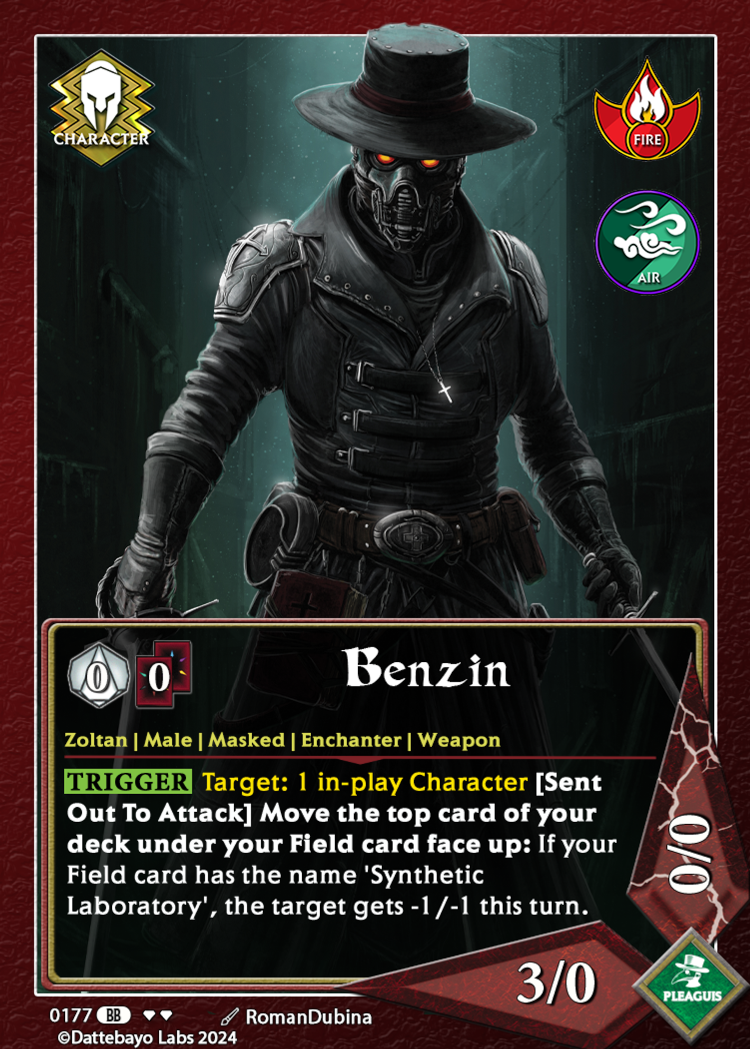 CHARACTER
FIRE
AIR
0
0
Benzin
Zoltan | Male | Masked | Enchanter | Weapon
TRIGGER Target: 1 in-play Character [Sent
Out To Attack] Move the top card of your
deck under your Field card face up: If your
Field card has the name 'Synthetic
Laboratory', the target gets -1/-1 this turn.
0/0
3/0
PLEAGUIS
0177 BB ♥♥ RomanDubina
©Dattebayo Labs 2024